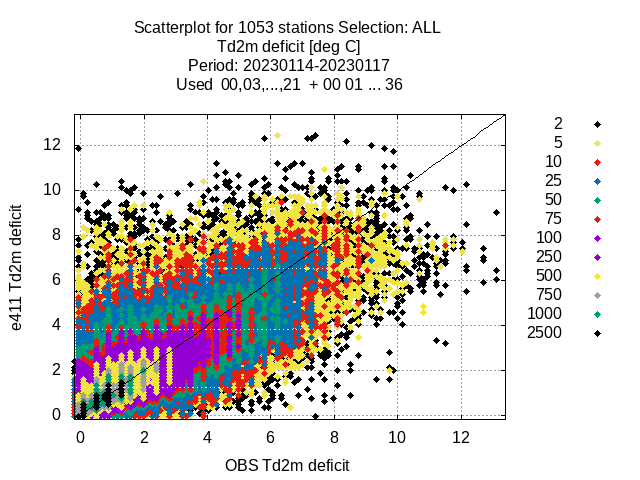 Scatterplot for 1053 stations Selection: ALL
Td2m deficit [deg C]
Period: 20230114-20230117
Used  00,03,...,21  + 00 01 ... 36
e411 Td2m deficit
12
10
8
6
4
2
0
0 2 4 6 8 10 12
OBS Td2m deficit
2
5
10
25
50
75
100
250
500
750
1000
2500